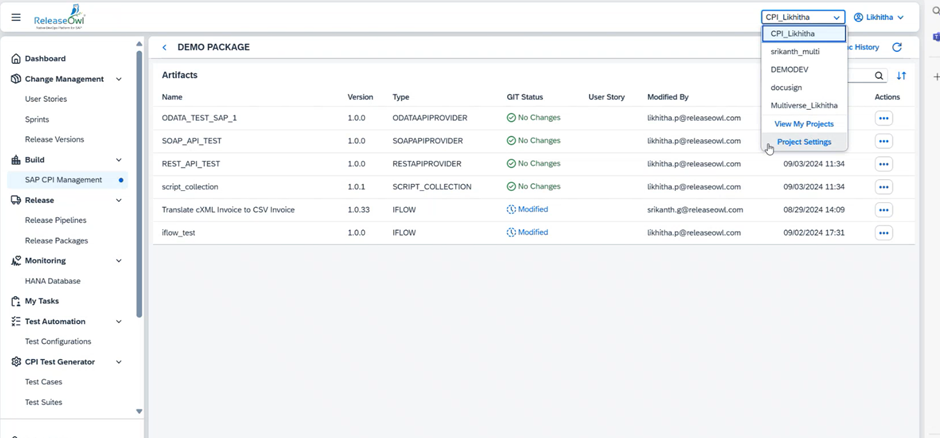 ReleaseOwl
CPI_Likhitha
Likhitha
CPI_Likhitha
srikanth_multi
DEMODEV
docusign
Multiverse_Likhitha
View My Projects
Project Settings
DEMO PACKAGE
History
Dashboard
Change Management
User Stories
Sprints
Release Versions
Build
SAP CPI Management
Release
Release Pipelines
Release Packages
Monitoring
HANA Database
My Tasks
Test Automation
Test Configurations
CPI Test Generator
Test Cases
Test Suites
Artifacts
Name Version Type GIT Status User Story Modified By Actions
ODATA_TEST_SAP_1 1.0.0 ODATAAPIPROVIDER No Changes likhitha.p@releaseowl.com
SOAP_API_TEST 1.0.0 SOAPAPIPROVIDER No Changes likhitha.p@releaseowl.com
REST_API_TEST 1.0.0 RESTAPIPROVIDER No Changes likhitha.p@releaseowl.com 09/03/2024 11:34
script_collection 1.0.1 SCRIPT_COLLECTION No Changes likhitha.p@releaseowl.com 09/03/2024 11:34
Translate cXML Invoice to CSV Invoice 1.0.33 IFLOW Modified srikanth.g@releaseowl.com 08/29/2024 14:09
iflow_test 1.0.0 IFLOW Modified likhitha.p@releaseowl.com 09/02/2024 17:31